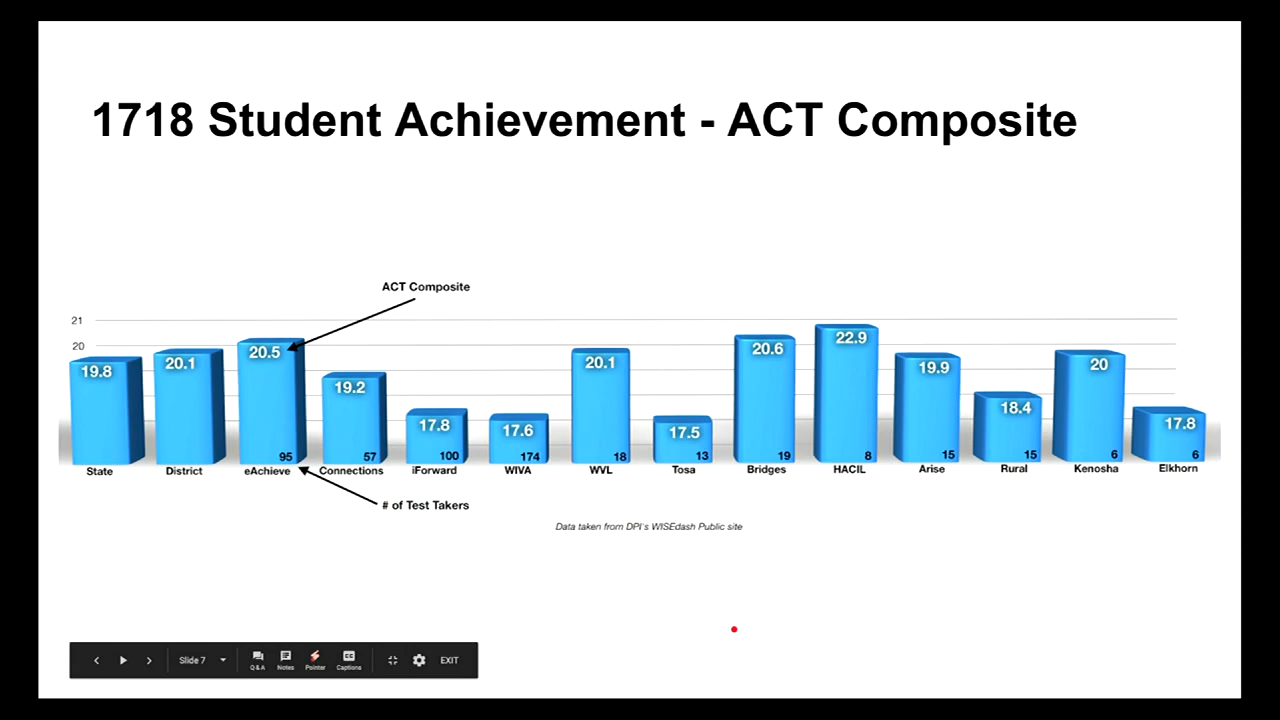 1718 Student Achievement - ACT Composite
ACT Composite
21
20
19.8
20.1
20.5
19.2
17.8
17.6
20.1
17.5
20.6
22.9
19.9
18.4
20
17.8
95
57
100
174
18
13
19
8
15
15
6
6
State
District
eAchieve
Connections
iForward
WIVA
WVL
Tosa
Bridges
HACIL
Arise
Rural
Kenosha
Elkhorn
# of Test Takers
Data taken from DPI's WISEdash Public site
Slide 7
Q&A
Notes
Pointer
CC
Captions
EXIT